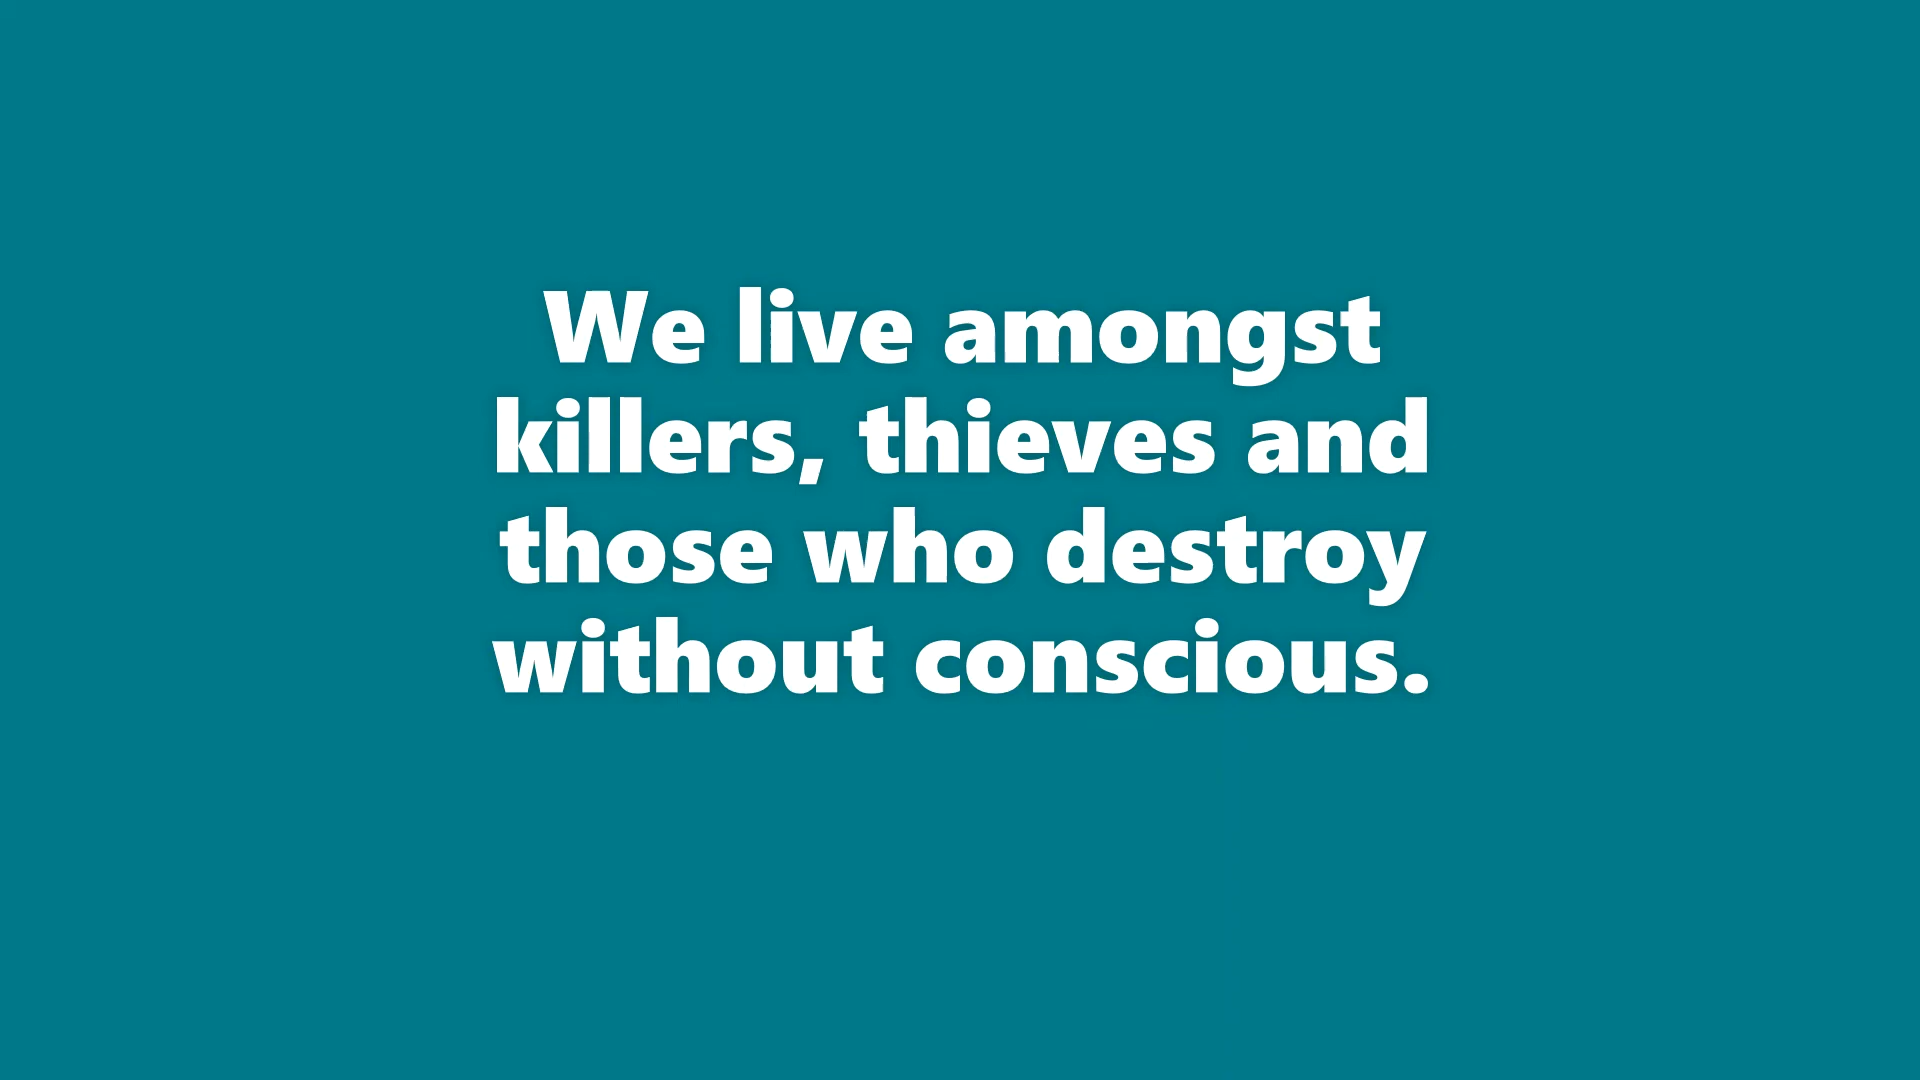 We live amongst
killers, thieves and
those who destroy
without conscious.